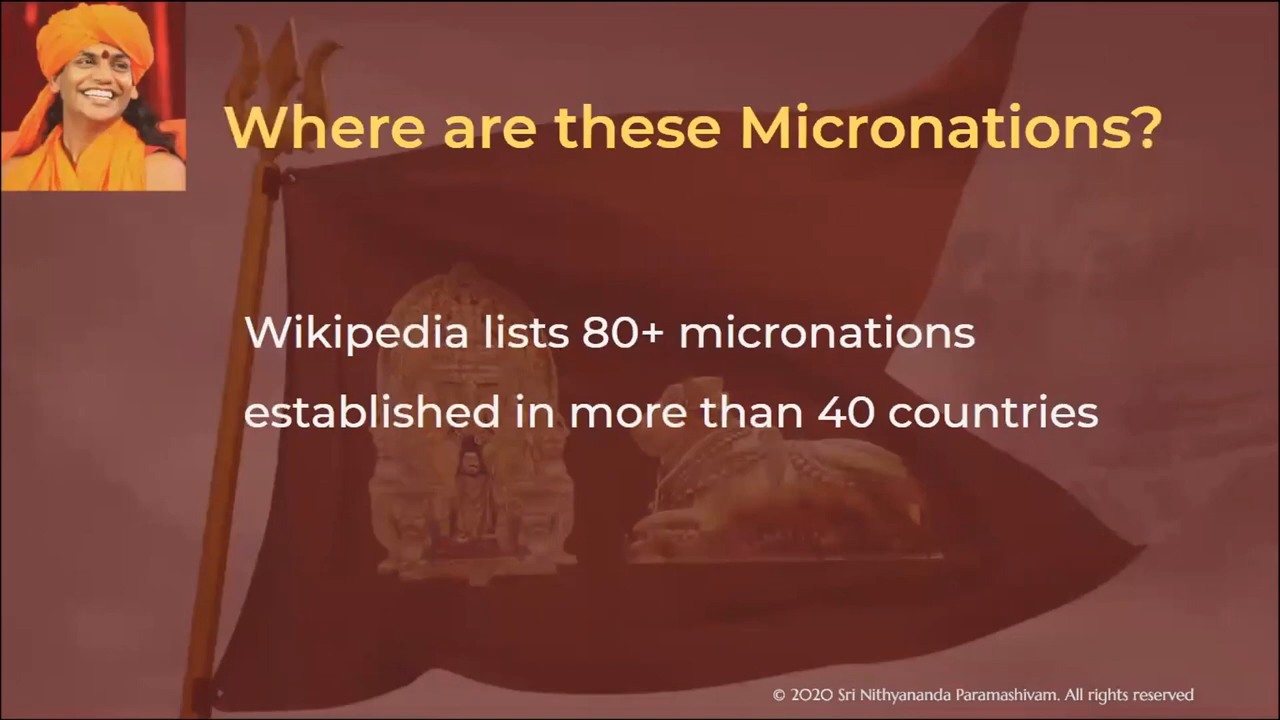 Where are these Micronations?
Wikipedia lists 80+ micronations
established in more than 40 countries
© 2020 Sri Nithyananda Paramashivam. All rights reserved